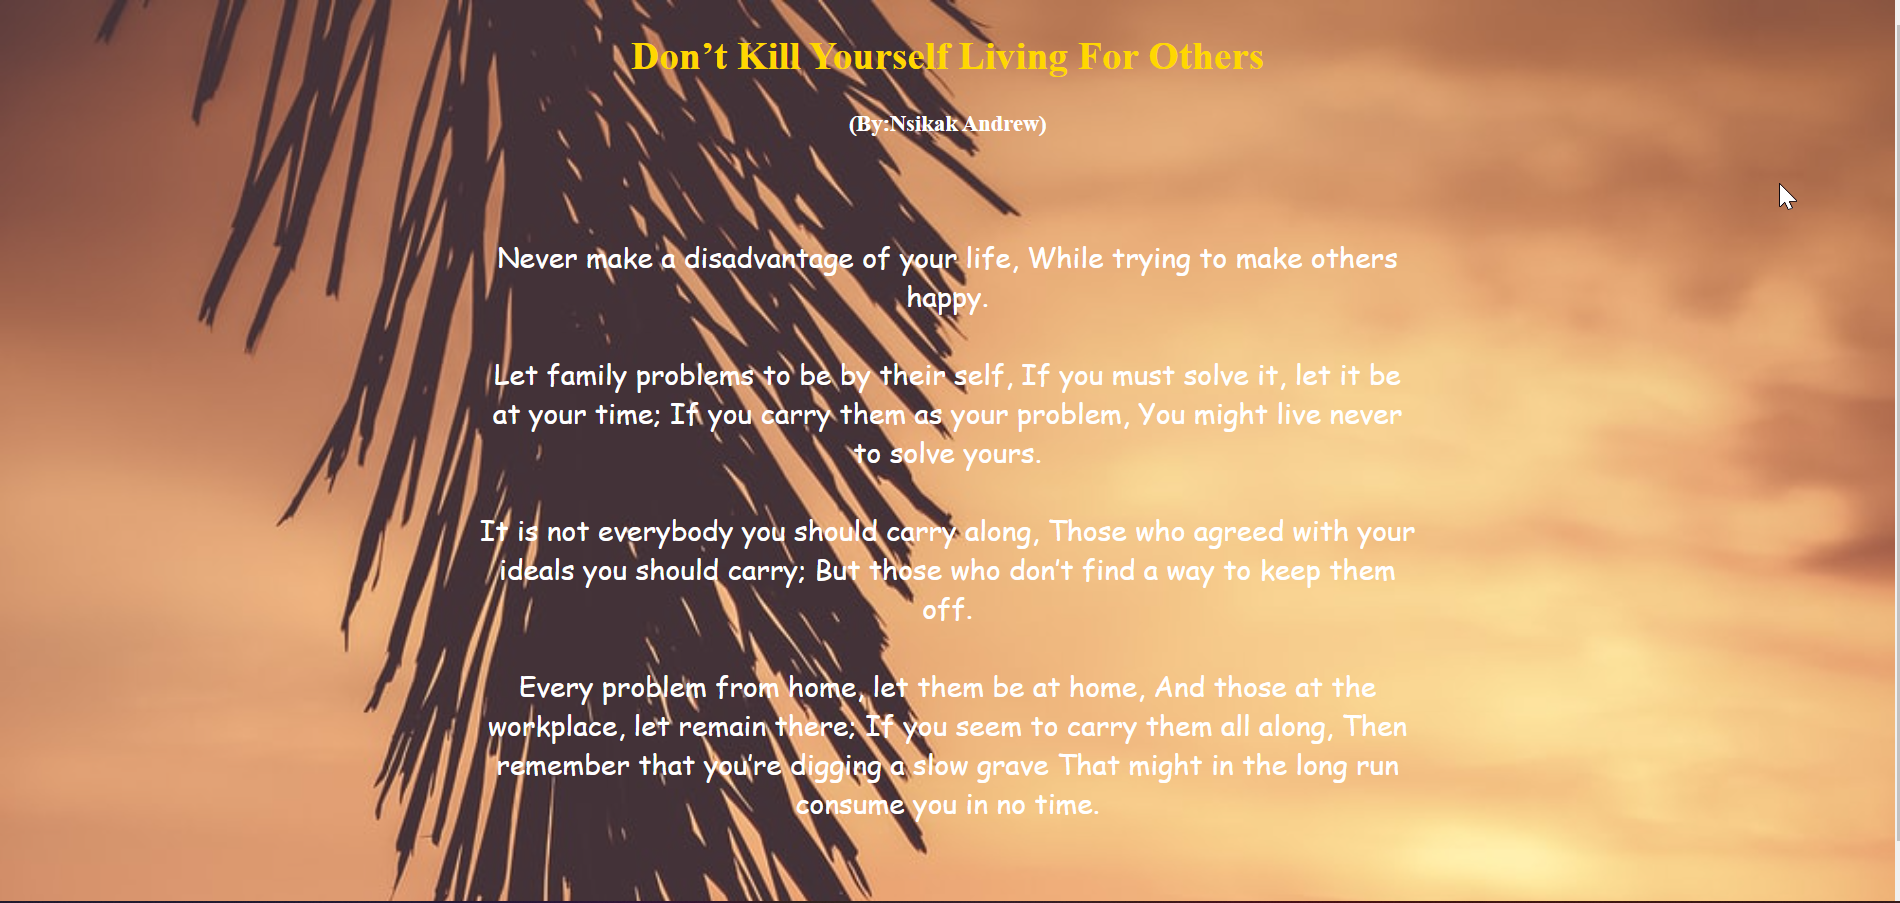 Don’t Kill Yourself Living For Others
(By:Nsikak Andrew)
Never make a disadvantage of your life, While trying to make others
happy.
Let family problems to be by their self, If you must solve it, let it be
at your time; If you carry them as your problem, You might live never
to solve yours.
It is not everybody you should carry along, Those who agreed with your
ideals you should carry; But those who don’t find a way to keep them
off.
Every problem from home, let them be at home, And those at the
workplace, let remain there; If you seem to carry them all along, Then
remember that you’re digging a slow grave That might in the long run
consume you in no time.